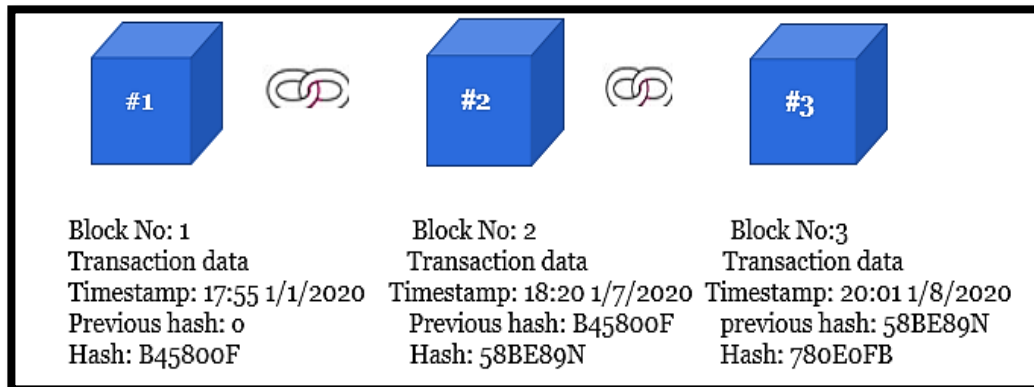 #1
#2
#3
Block No: 1
Transaction data
Timestamp: 17:55 1/1/2020
Previous hash: 0
Hash: B45800F
Block No: 2
Transaction data
Timestamp: 18:20 1/7/2020
Previous hash: B45800F
Hash: 58BE89N
Block No:3
Transaction data
Timestamp: 20:01 1/8/2020
previous hash: 58BE89N
Hash: 780E0FB